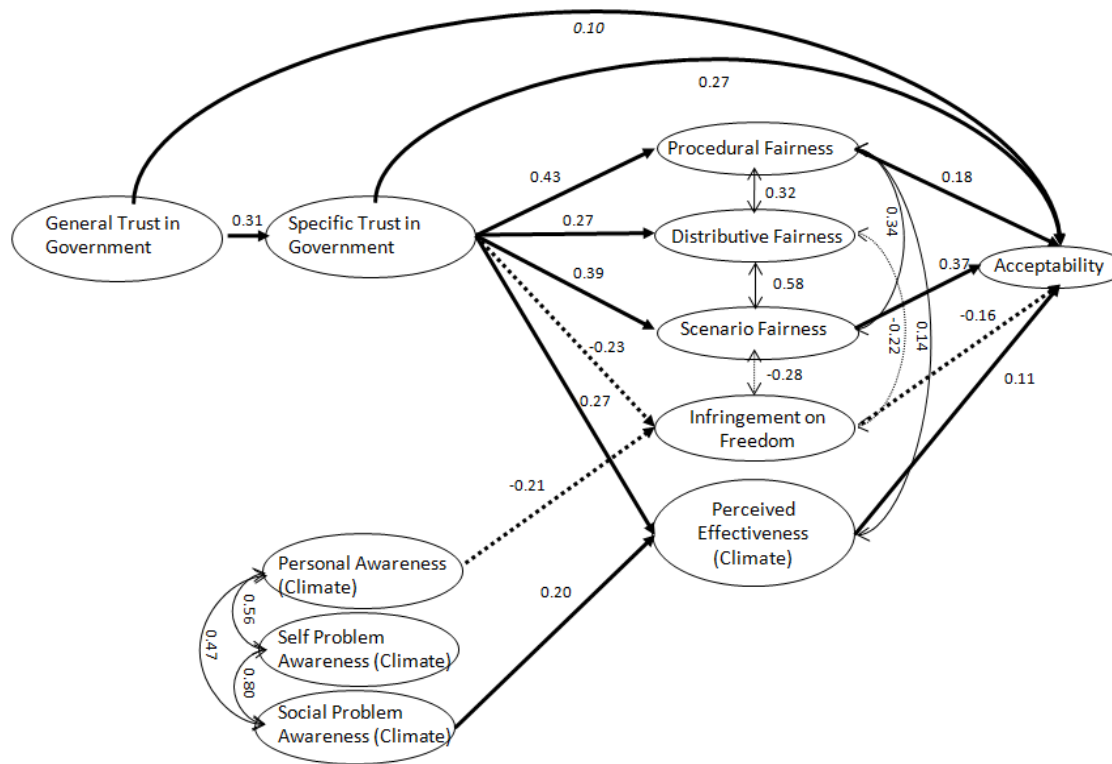 0.10
0.27
Procedural Fairness
0.43
0.18
0.32
0.34
General Trust in
Government
0.31
Specific Trust in
Government
0.27
Distributive Fairness
0.37
Acceptability
0.39
0.58
Scenario Fairness
-0.16
-0.22
0.14
-0.23
-0.28
0.27
0.11
Infringement on
Freedom
-0.21
Perceived
Effectiveness
(Climate)
Personal Awareness
(Climate)
0.20
0.56
0.47
Self Problem
Awareness (Climate)
0.80
Social Problem
Awareness (Climate)